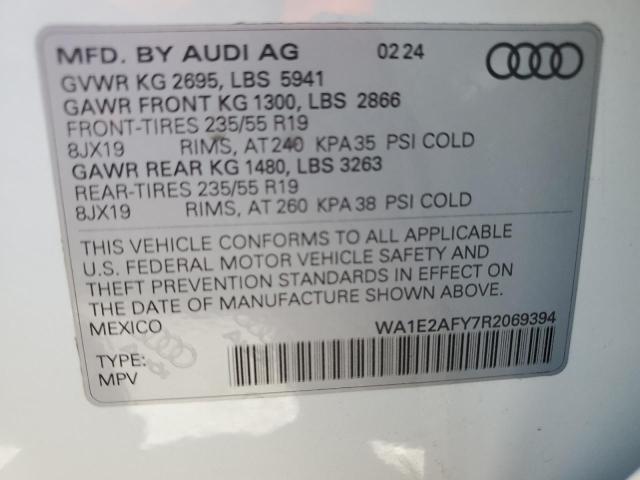 MFD. BY AUDI AG 02 24
GVWR KG 2695, LBS 5941
GAWR FRONT KG 1300, LBS 2866
FRONT-TIRES 235/55 R19
8JX19 RIMS, AT 240 KPA 35 PSI COLD
GAWR REAR KG 1480, LBS 3263
REAR-TIRES 235/55 R19
8JX19 RIMS, AT 260 KPA 38 PSI COLD
THIS VEHICLE CONFORMS TO ALL APPLICABLE
U.S. FEDERAL MOTOR VEHICLE SAFETY AND
THEFT PREVENTION STANDARDS IN EFFECT ON
THE DATE OF MANUFACTURE SHOWN ABOVE.
MEXICO WA1E2AFY7R2069394
TYPE:
MPV
Audi